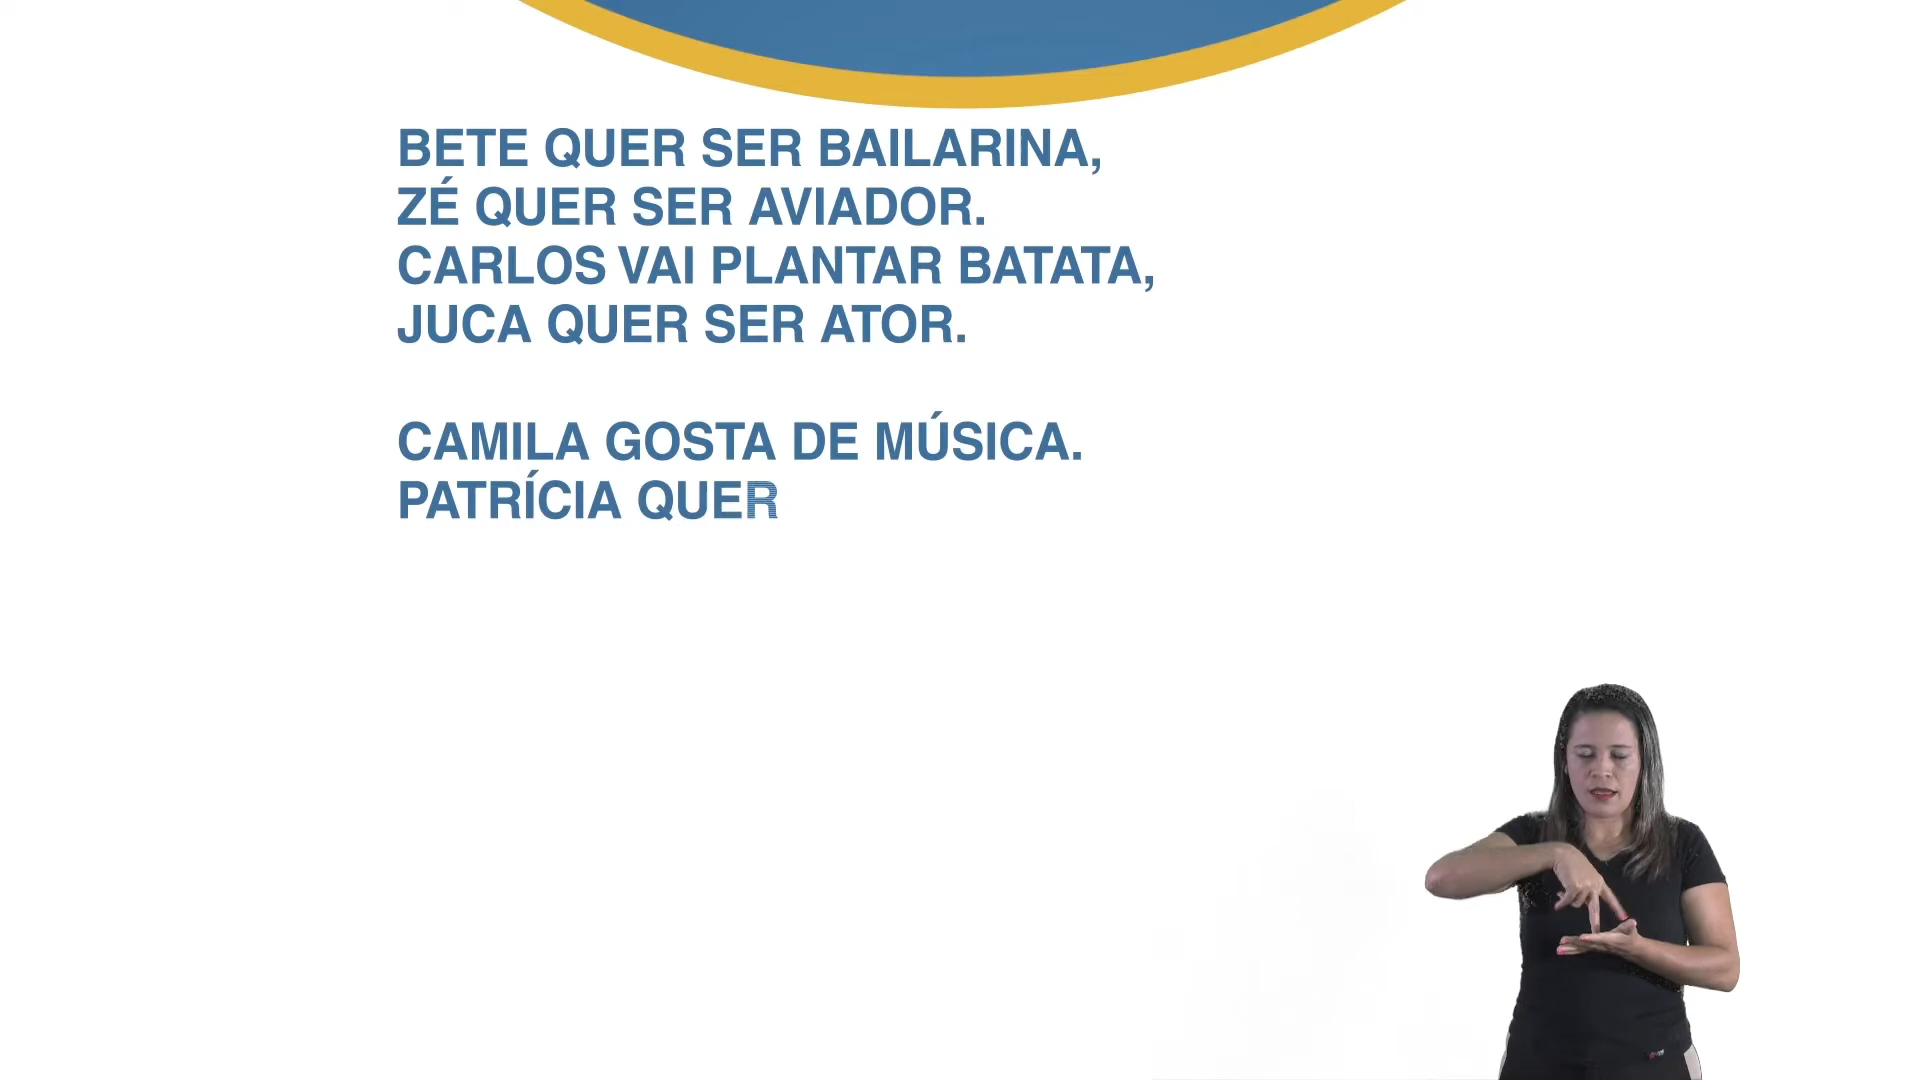 BETE QUER SER BAILARINA,
ZÉ QUER SER AVIADOR.
CARLOS VAI PLANTAR BATATA,
JUCA QUER SER ATOR.
CAMILA GOSTA DE MÚSICA.
PATRÍCIA QUER